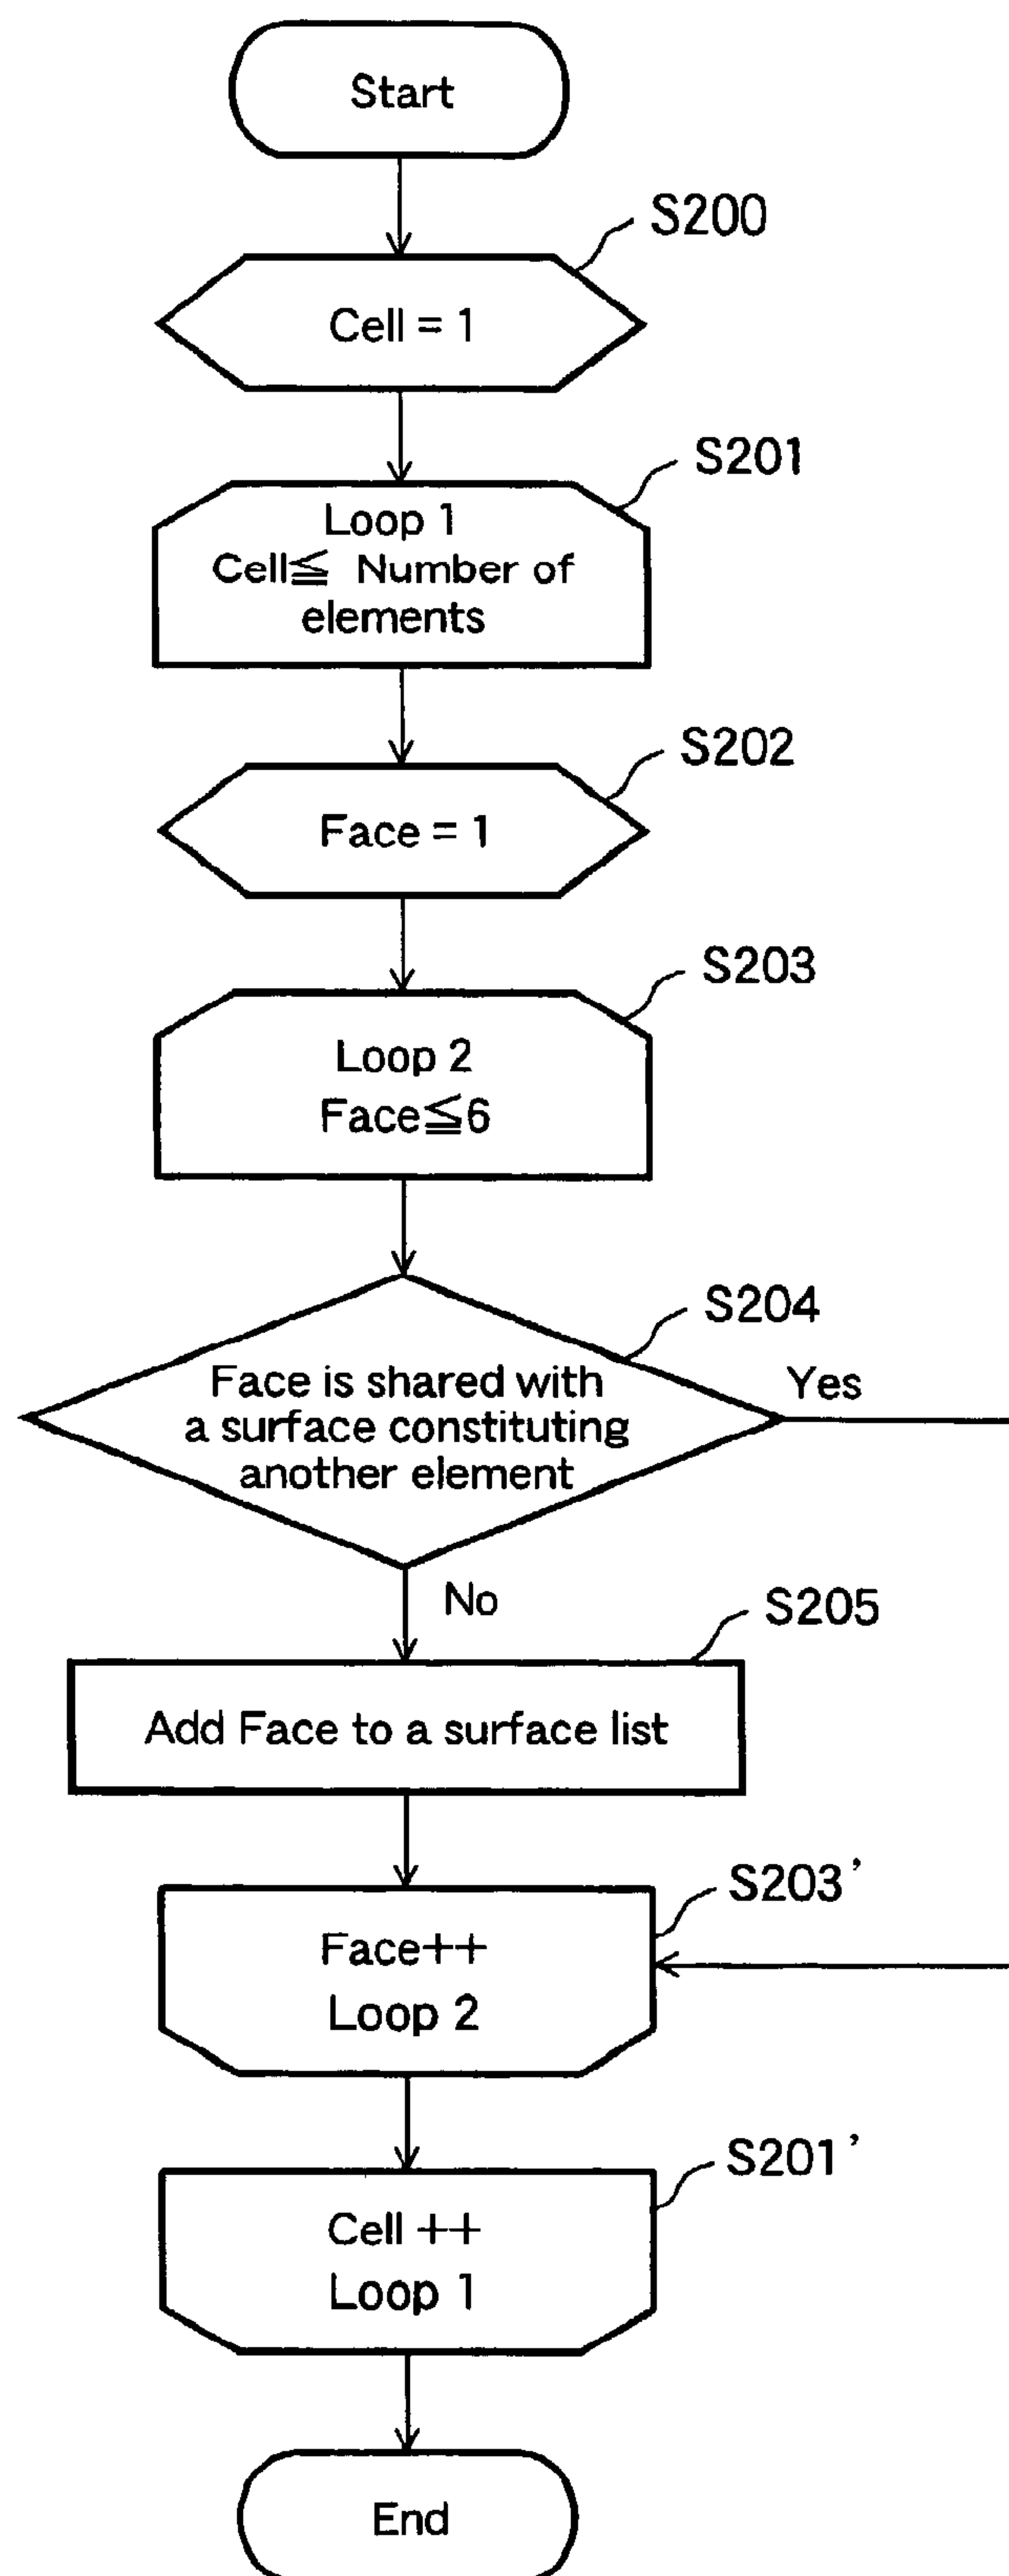 Start
S200
Cell = 1
S201
Loop 1
Cell≦ Number of
elements
S202
Face = 1
S203
Loop 2
Face≦6
S204
Face is shared with
a surface constituting
another element
Yes
No
S205
Add Face to a surface list
S203’
Face++
Loop 2
S201’
Cell ++
Loop 1
End